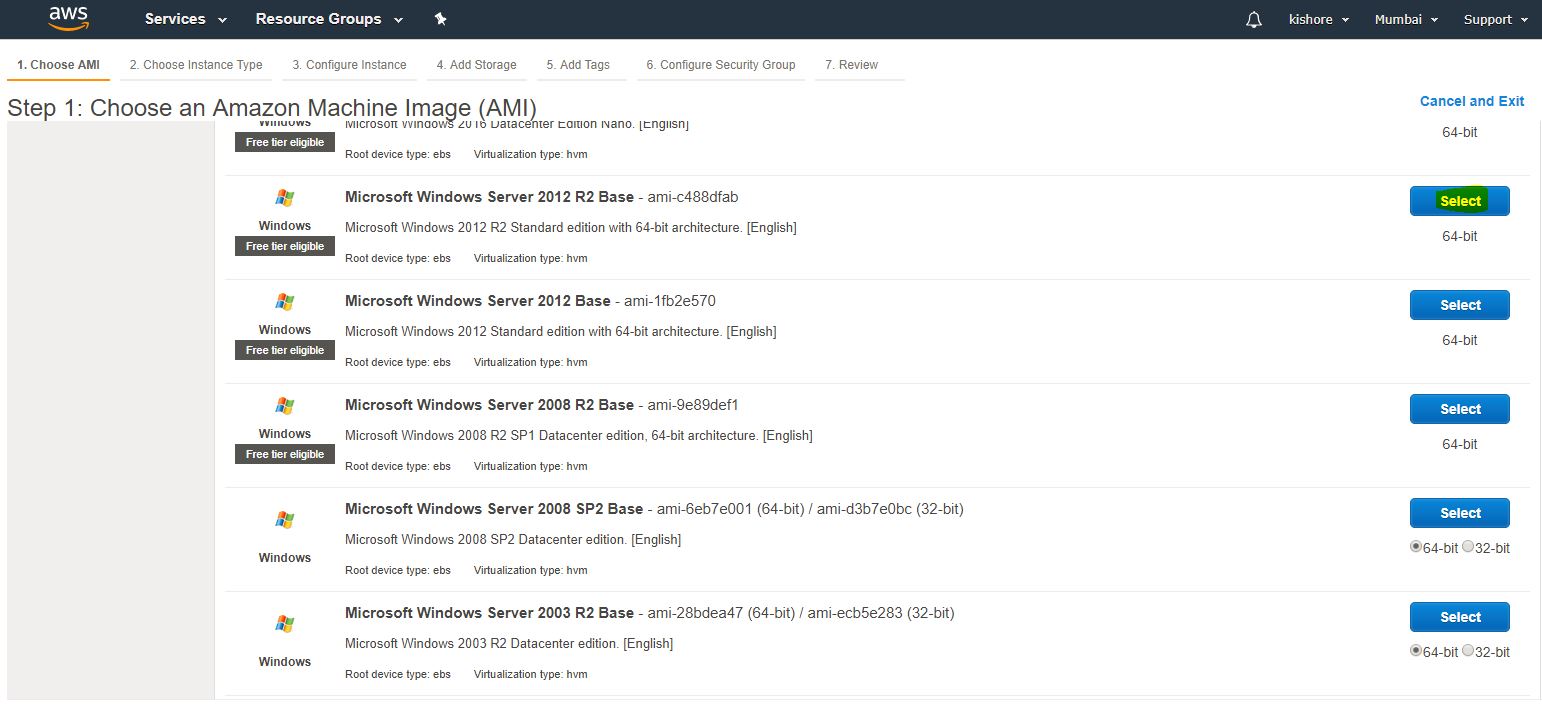 aws Services Resource Groups kishore Mumbai Support
1. Choose AMI 2. Choose Instance Type 3. Configure Instance 4. Add Storage 5. Add Tags 6. Configure Security Group 7. Review
Step 1: Choose an Amazon Machine Image (AMI) Cancel and Exit
Windows Microsoft Windows 2016 Datacenter Edition Nano. [English]
64-bit
Free tier eligible
Root device type: ebs Virtualization type: hvm
Microsoft Windows Server 2012 R2 Base - ami-c488dfab Select
Windows Microsoft Windows 2012 R2 Standard edition with 64-bit architecture. [English]
64-bit
Free tier eligible
Root device type: ebs Virtualization type: hvm
Microsoft Windows Server 2012 Base - ami-1fb2e570 Select
Windows Microsoft Windows 2012 Standard edition with 64-bit architecture. [English]
64-bit
Free tier eligible
Root device type: ebs Virtualization type: hvm
Microsoft Windows Server 2008 R2 Base - ami-9e89def1 Select
Windows Microsoft Windows 2008 R2 SP1 Datacenter edition, 64-bit architecture. [English]
64-bit
Free tier eligible
Root device type: ebs Virtualization type: hvm
Microsoft Windows Server 2008 SP2 Base - ami-6eb7e001 (64-bit) / ami-d3b7e0bc (32-bit) Select
Microsoft Windows 2008 SP2 Datacenter edition. [English]
64-bit 32-bit
Windows
Root device type: ebs Virtualization type: hvm
Microsoft Windows Server 2003 R2 Base - ami-28bdea47 (64-bit) / ami-ecb5e283 (32-bit) Select
Microsoft Windows 2003 R2 Datacenter edition. [English]
64-bit 32-bit
Windows
Root device type: ebs Virtualization type: hvm